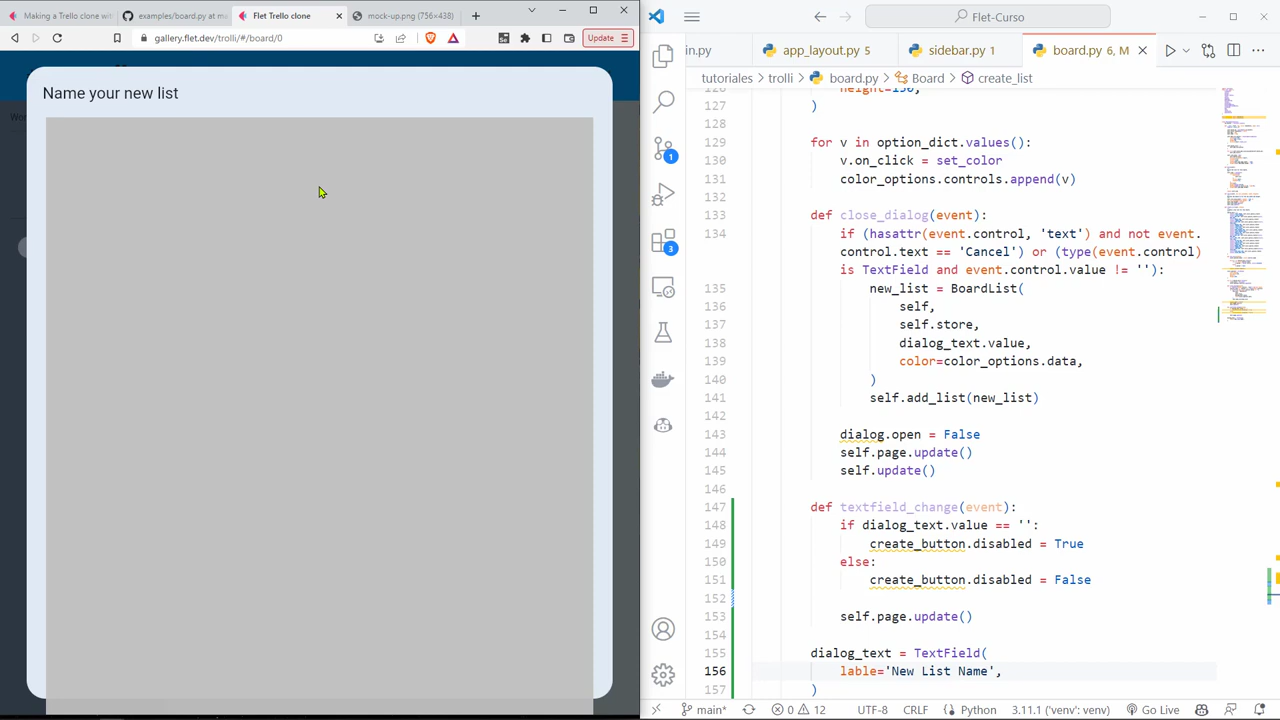 Making a Trello clone wit
examples/board.py at ma
Flet Trello clone
mock-up.png (756×438)
gallery.flet.dev/trolli/#/board/0
Update
Name your new list
Flet-Curso
in.py
app_layout.py 5
sidebar.py 1
board.py
M
tutoriales > trolli > board.py > Board > create_list
126 height=150,
127 )
128
129 for v in option_dict.values():
130 v.on_click = set_color
131 color_options.control.append(v)
132
133 def close_dialog(event):
134 if (hasattr(event.control, 'text') and not event.
control.text == 'Cancel') or (type(event.control)
is TextField and event.control.value != ''):
135 new_list = BoardList(
136 self,
137 self.store,
138 dialog_text.value,
139 color=color_options.data,
140 )
141 self.add_list(new_list)
142
143 dialog.open = False
144 self.page.update()
145 self.update()
146
147 def textfield_change(event):
148 if dialog_text.value == '':
149 create_button.disabled = True
150 else:
151 create_button.disabled = False
152
153 self.page.update()
154
155 dialog_text = TextField(
156 lable='New List Name',
157 )
1
3
main*
0
12
UTF-8
CRLF
Python
3.11.1 ('venv': venv)
Go Live